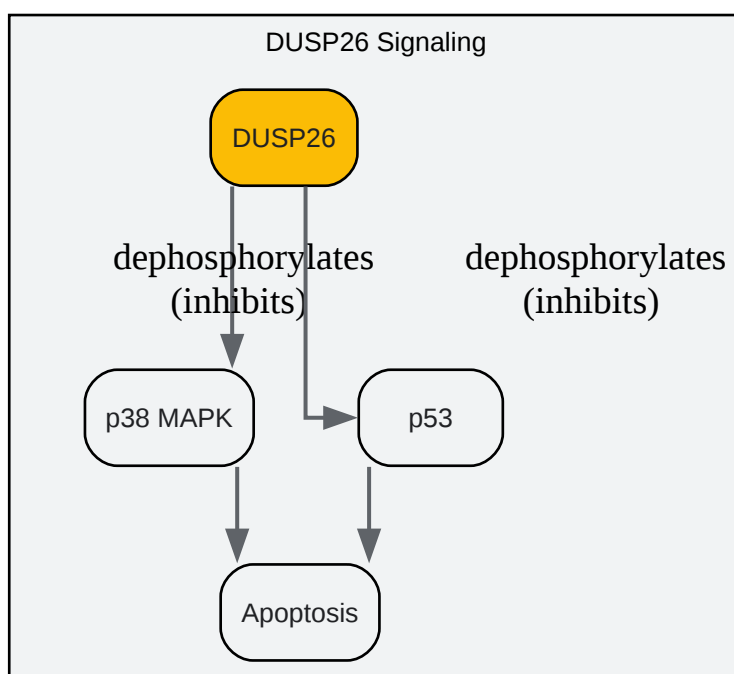 DUSP26 Signaling
DUSP26
dephosphorylates
(inhibits)
dephosphorylates
(inhibits)
p38 MAPK
p53
Apoptosis